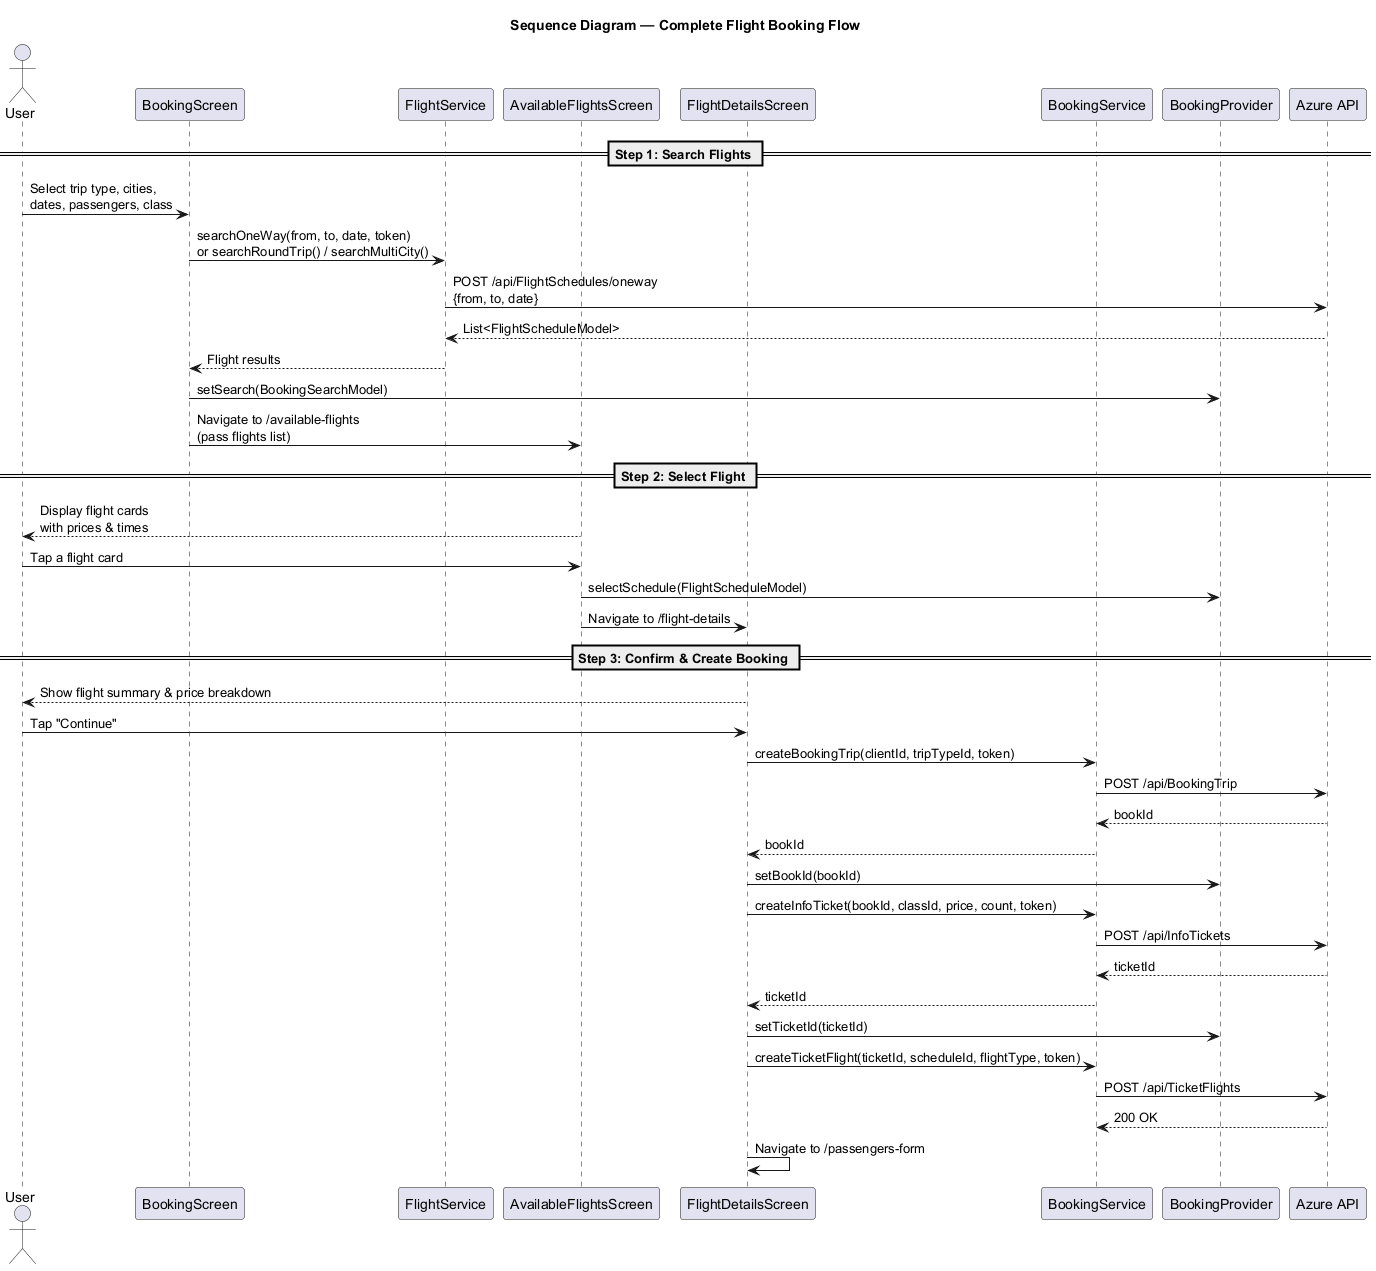 Sequence Diagram — Complete Flight Booking Flow
User
BookingScreen
FlightService
AvailableFlightsScreen
FlightDetailsScreen
BookingService
BookingProvider
Azure API
Step 1: Search Flights
Select trip type, cities,
dates, passengers, class
searchOneWay(from, to, date, token)
or searchRoundTrip() / searchMultiCity()
POST /api/FlightSchedules/oneway
{from, to, date}
List<FlightScheduleModel>
Flight results
setSearch(BookingSearchModel)
Navigate to /available-flights
(pass flights list)
Step 2: Select Flight
Display flight cards
with prices & times
Tap a flight card
selectSchedule(FlightScheduleModel)
Navigate to /flight-details
Step 3: Confirm & Create Booking
Show flight summary & price breakdown
Tap "Continue"
createBookingTrip(clientId, tripTypeId, token)
POST /api/BookingTrip
bookId
bookId
setBookId(bookId)
createInfoTicket(bookId, classId, price, count, token)
POST /api/InfoTickets
ticketId
ticketId
setTicketId(ticketId)
createTicketFlight(ticketId, scheduleId, flightType, token)
POST /api/TicketFlights
200 OK
Navigate to /passengers-form
User
BookingScreen
FlightService
AvailableFlightsScreen
FlightDetailsScreen
BookingService
BookingProvider
Azure API